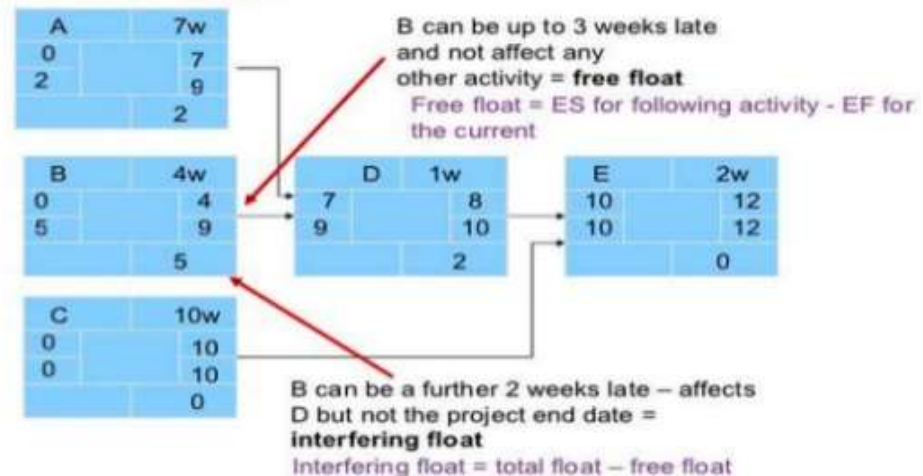 A 7w
0 7
2 9
2
B can be up to 3 weeks late
and not affect any
other activity = free float
Free float = ES for following activity - EF for
the current
B 4w
0 4
5 9
5
D 1w
7 8
9 10
2
E 2w
10 12
10 12
0
C 10w
0 10
0 10
0
B can be a further 2 weeks late – affects
D but not the project end date =
interfering float
Interfering float = total float – free float